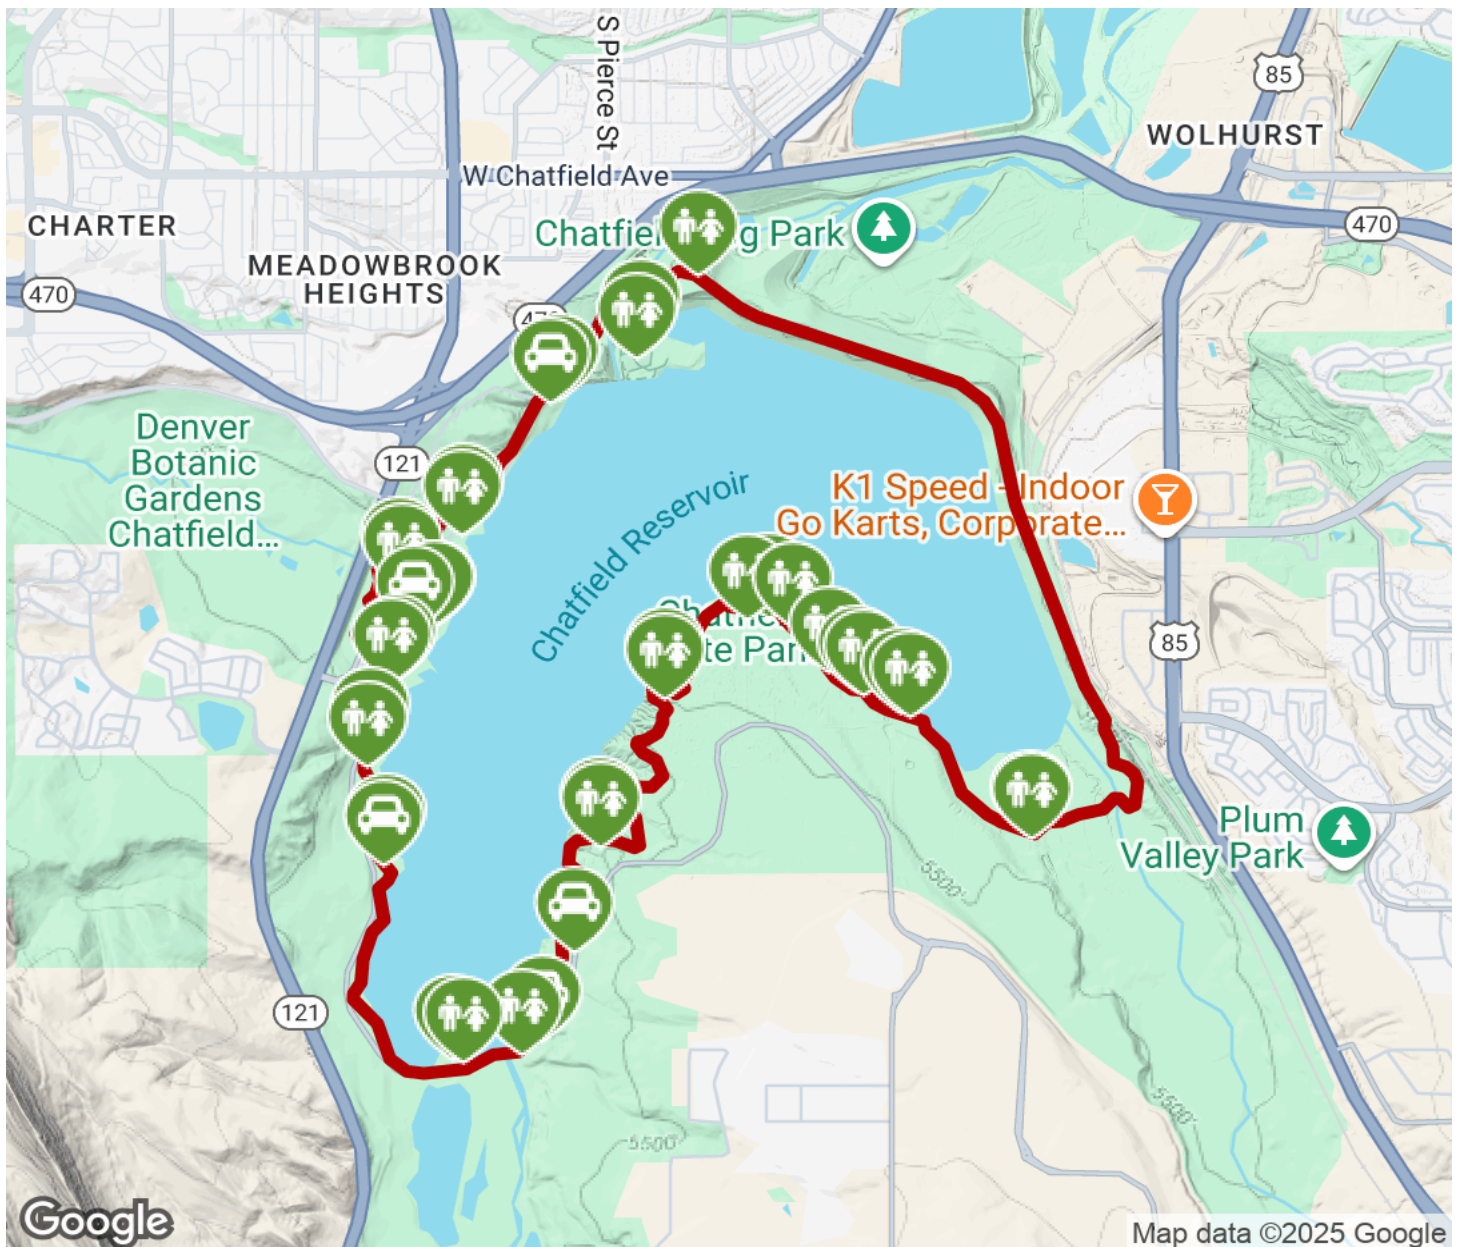 S Pierce St
85
WOLHURST
W Chatfield Ave
CHARTER
470
Chatfie
g Park
MEADOWBROOK
HEIGHTS
470
Denver
Botanic
Gardens
Chatfield...
121
K1 Speed - Indoor
Go Karts, Corporate...
Chatfield Reservoir
85
te Par
Plum
Valley Park
5500'
121
5500'
5500'
Google
Map data ©2025 Google